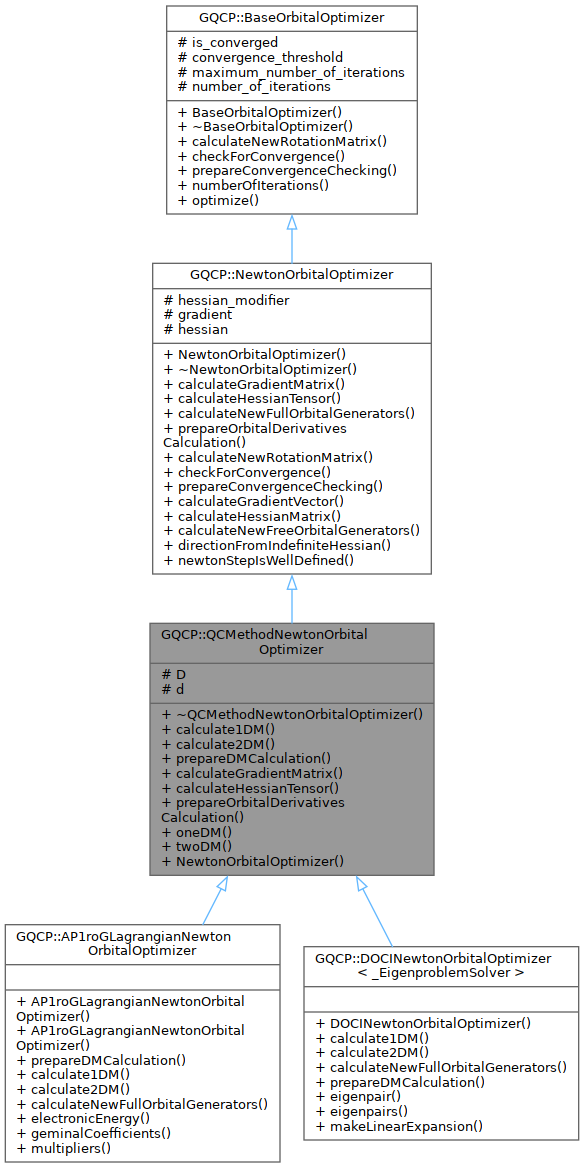 GQCP::BaseOrbitalOptimizer
# is_converged
# convergence_threshold
# maximum_number_of_iterations
# number_of_iterations
+ BaseOrbitalOptimizer()
+ ~BaseOrbitalOptimizer()
+ calculateNewRotationMatrix()
+ checkForConvergence()
+ prepareConvergenceChecking()
+ numberOfIterations()
+ optimize()
GQCP::NewtonOrbitalOptimizer
# hessian_modifier
# gradient
# hessian
+ NewtonOrbitalOptimizer()
+ ~NewtonOrbitalOptimizer()
+ calculateGradientMatrix()
+ calculateHessianTensor()
+ calculateNewFullOrbitalGenerators()
+ prepareOrbitalDerivatives
Calculation()
+ calculateNewRotationMatrix()
+ checkForConvergence()
+ prepareConvergenceChecking()
+ calculateGradientVector()
+ calculateHessianMatrix()
+ calculateNewFreeOrbitalGenerators()
+ directionFromIndefiniteHessian()
+ newtonStepIsWellDefined()
GQCP::QCMethodNewtonOrbital
Optimizer
# D
# d
+ ~QCMethodNewtonOrbitalOptimizer()
+ calculate1DM()
+ calculate2DM()
+ prepareDMCalculation()
+ calculateGradientMatrix()
+ calculateHessianTensor()
+ prepareOrbitalDerivatives
Calculation()
+ oneDM()
+ twoDM()
+ NewtonOrbitalOptimizer()
GQCP::AP1roGLagrangianNewton
OrbitalOptimizer
+ AP1roGLagrangianNewtonOrbital
Optimizer()
+ AP1roGLagrangianNewtonOrbital
Optimizer()
+ prepareDMCalculation()
+ calculate1DM()
+ calculate2DM()
+ calculateNewFullOrbitalGenerators()
+ electronicEnergy()
+ geminalCoefficients()
+ multipliers()
GQCP::DOCINewtonOrbitalOptimizer
< _EigenproblemSolver >
+ DOCINewtonOrbitalOptimizer()
+ calculate1DM()
+ calculate2DM()
+ calculateNewFullOrbitalGenerators()
+ prepareDMCalculation()
+ eigenpair()
+ eigenpairs()
+ makeLinearExpansion()